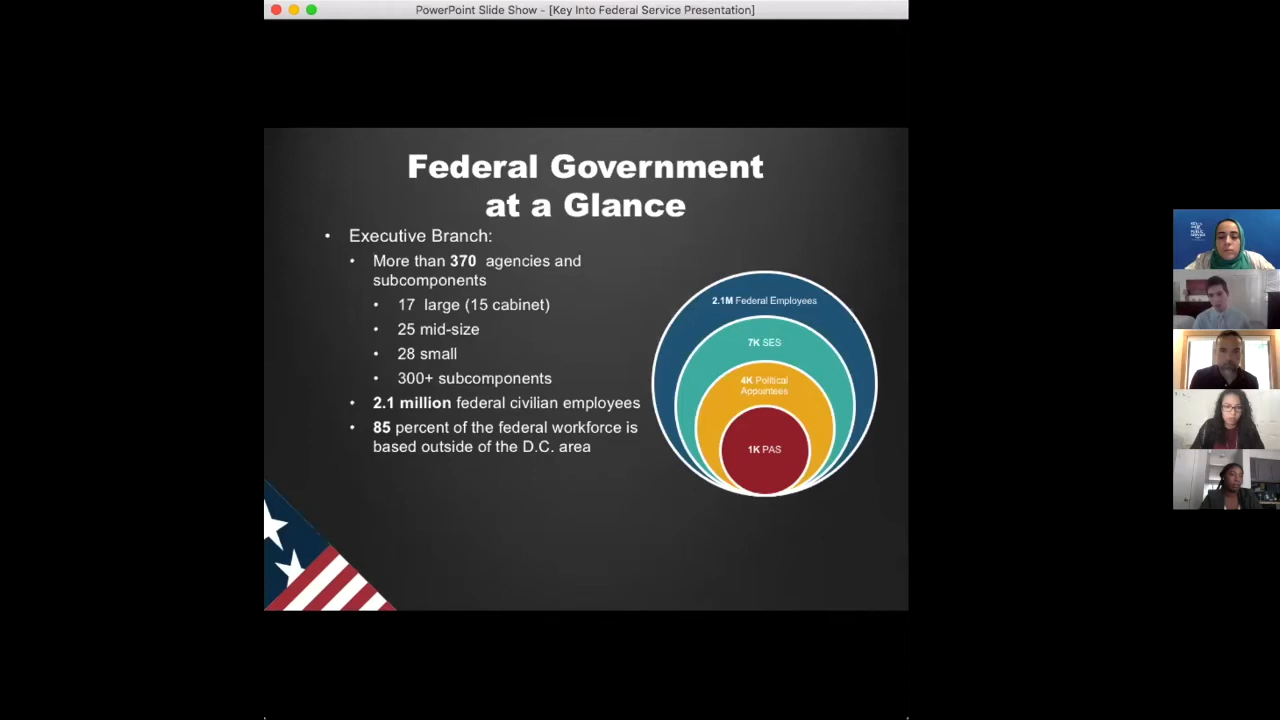 PowerPoint Slide Show - [Key Into Federal Service Presentation]
Federal Government
at a Glance
• Executive Branch:
• More than 370 agencies and
subcomponents
• 17 large (15 cabinet)
• 25 mid-size
• 28 small
• 300+ subcomponents
• 2.1 million federal civilian employees
• 85 percent of the federal workforce is
based outside of the D.C. area
2.1M Federal Employees
7K SES
4K Political
Appointees
1K PAS